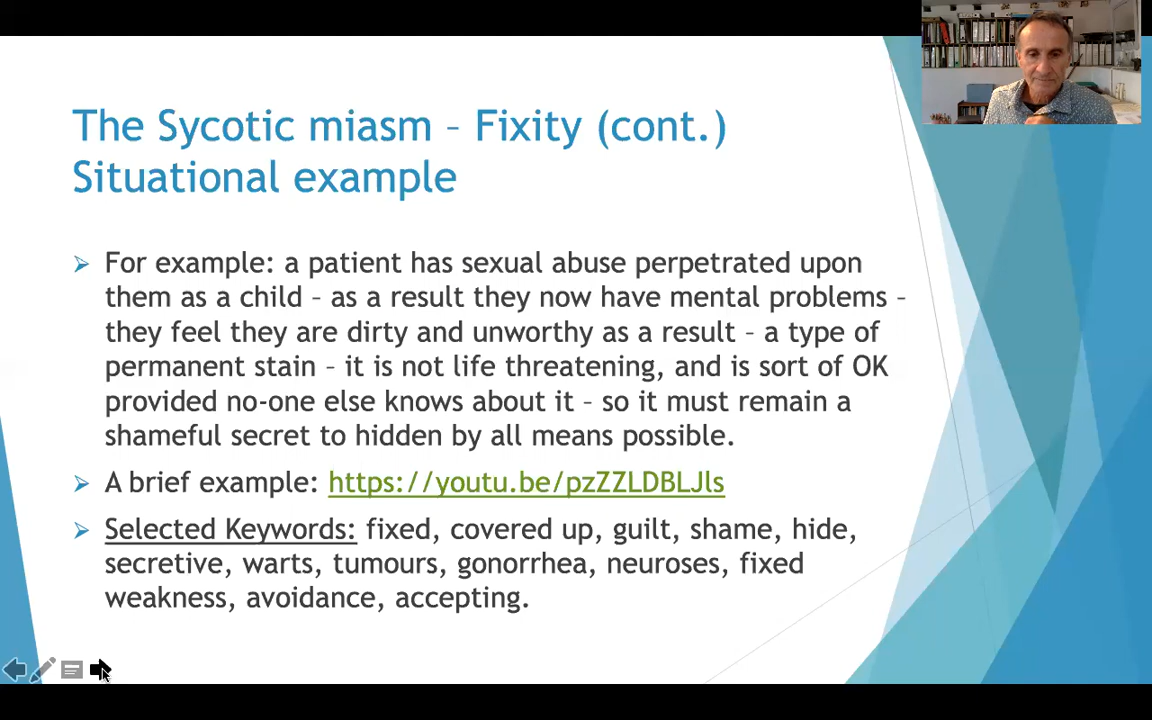 The Sycotic miasm – Fixity (cont.)
Situational example
For example: a patient has sexual abuse perpetrated upon
them as a child – as a result they now have mental problems –
they feel they are dirty and unworthy as a result – a type of
permanent stain – it is not life threatening, and is sort of OK
provided no-one else knows about it – so it must remain a
shameful secret to hidden by all means possible.
A brief example: https://youtu.be/pzZZLDBLJls
Selected Keywords: fixed, covered up, guilt, shame, hide,
secretive, warts, tumours, gonorrhea, neuroses, fixed
weakness, avoidance, accepting.